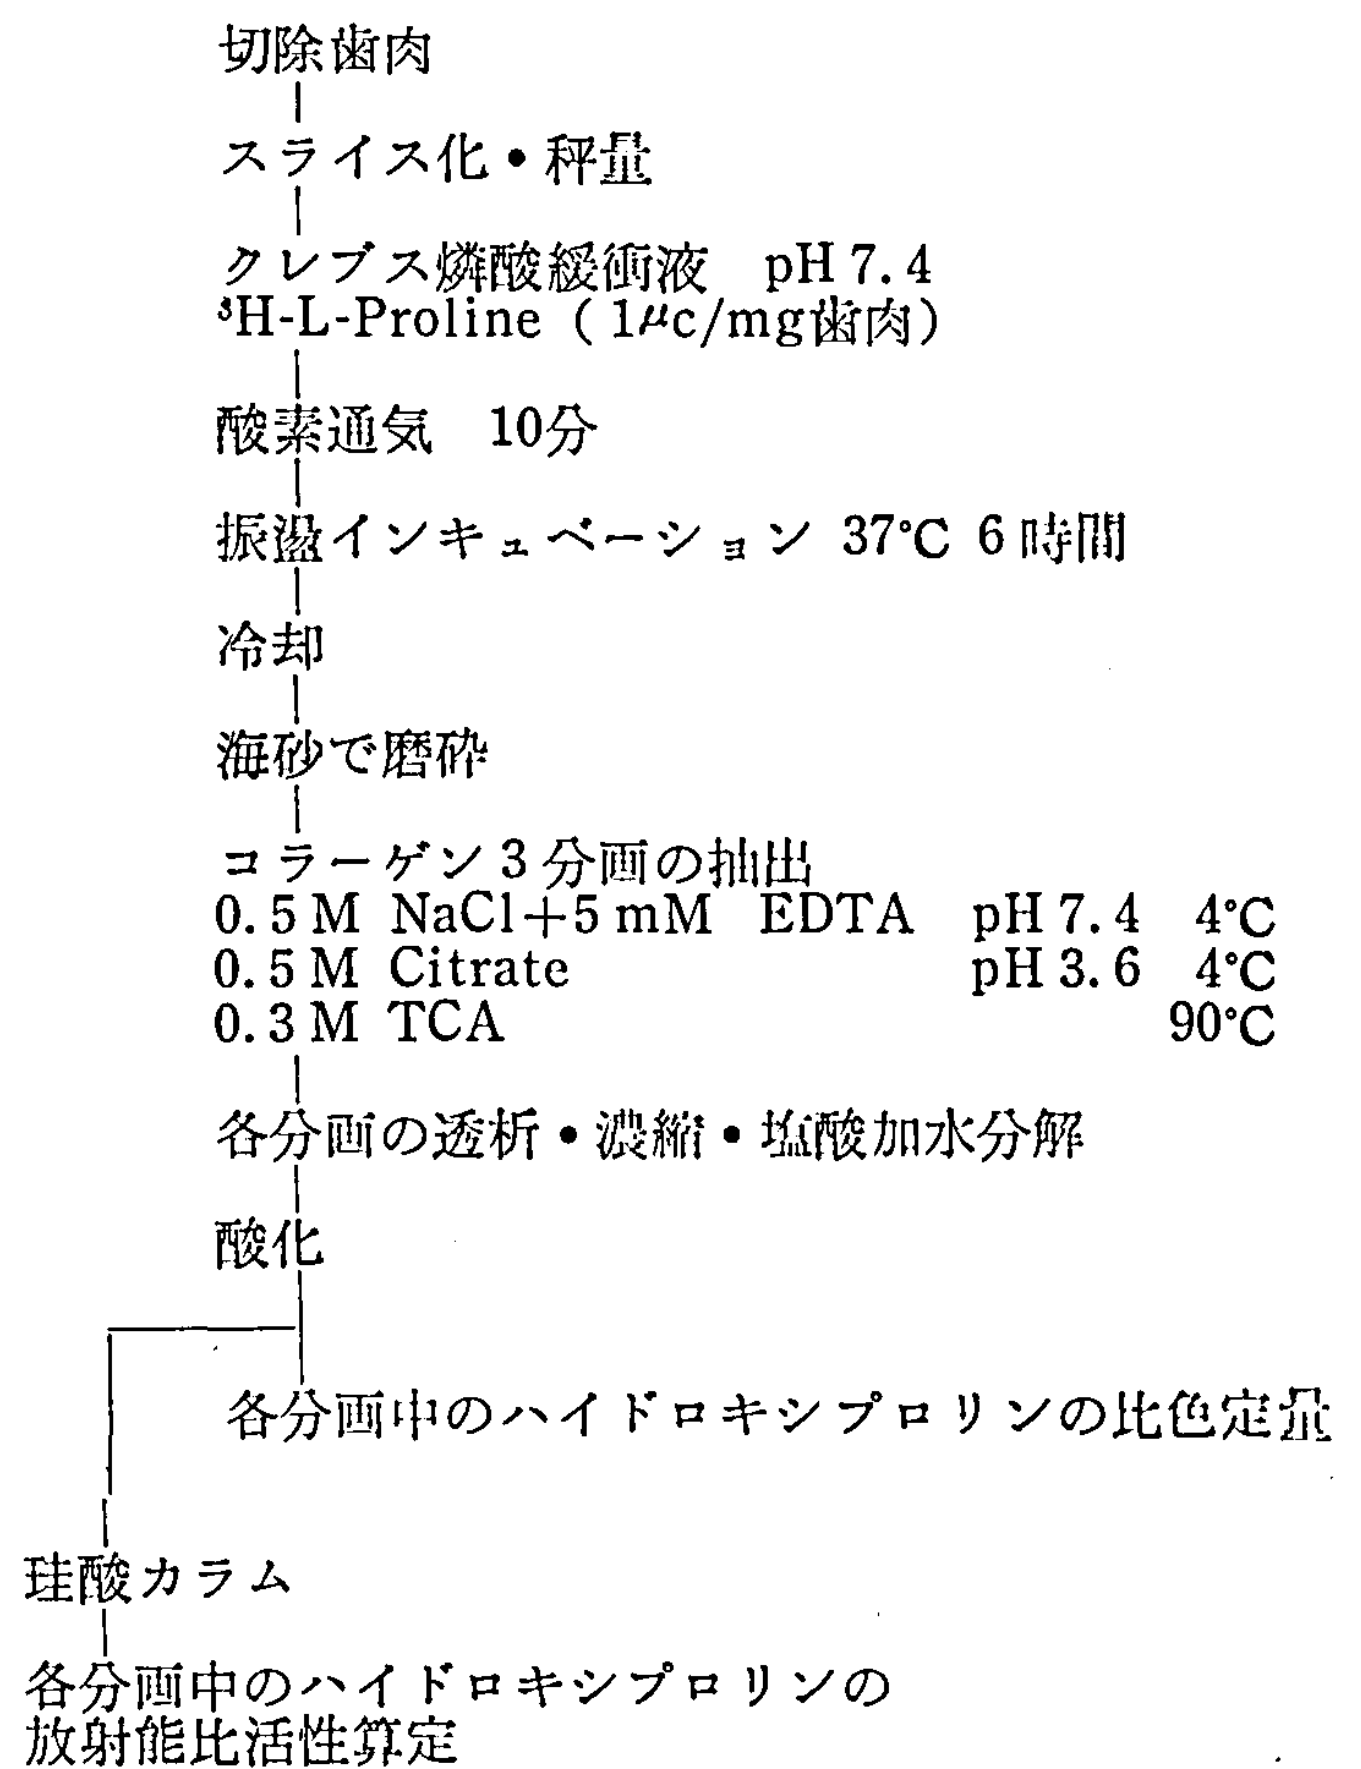 切除歯肉
スライス化・秤量
クレブス燐酸緩衝液 pH 7.4
³H-L-Proline (1μc/mg歯肉)
酸素通気 10分
振盪インキュベーション 37℃ 6時間
冷却
海砂で磨砕
コラーゲン3分画の抽出
0.5M NaCl+5mM EDTA pH 7.4 4℃
0.5M Citrate pH 3.6 4℃
0.3M TCA 90℃
各分画の透析・濃縮・塩酸加水分解
酸化
各分画中のハイドロキシプロリンの比色定量
珪酸カラム
各分画中のハイドロキシプロリンの
放射能比活性算定